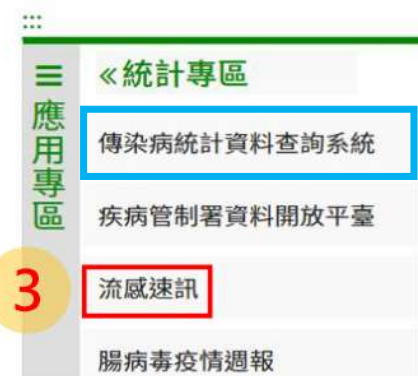 :::
☰ «統計專區
應用專區
傳染病統計資料查詢系統
疾病管制署資料開放平臺
3
流感速訊
腸病毒疫情週報